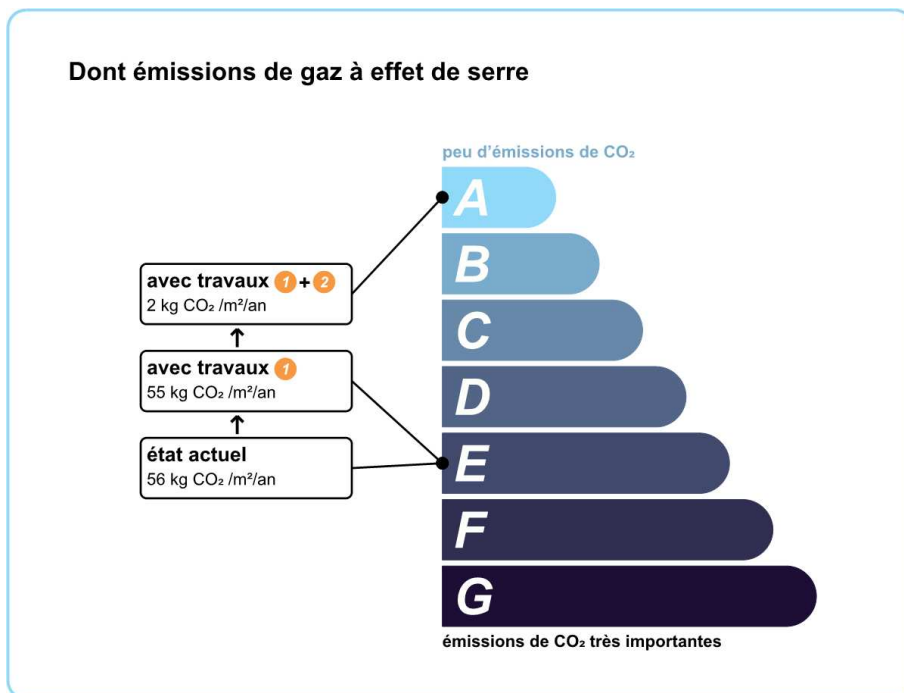 Dont émissions de gaz à effet de serre
peu d'émissions de CO₂
A
B
avec travaux 1 + 2
2 kg CO₂ /m²/an
C
avec travaux 1
55 kg CO₂ /m²/an
D
état actuel
56 kg CO₂ /m²/an
E
F
G
émissions de CO₂ très importantes